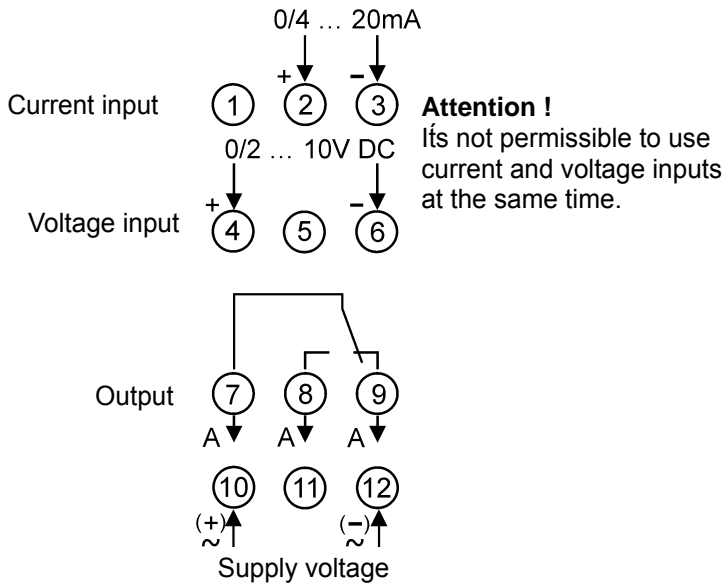 0/4 … 20mA
+ −
Current input 1 2 3
Attention !
It́s not permissible to use
current and voltage inputs
at the same time.
0/2 … 10V DC
+ −
Voltage input 4 5 6
Output 7 8 9
A A A
10 11 12
(+) (−)
~ ~
Supply voltage